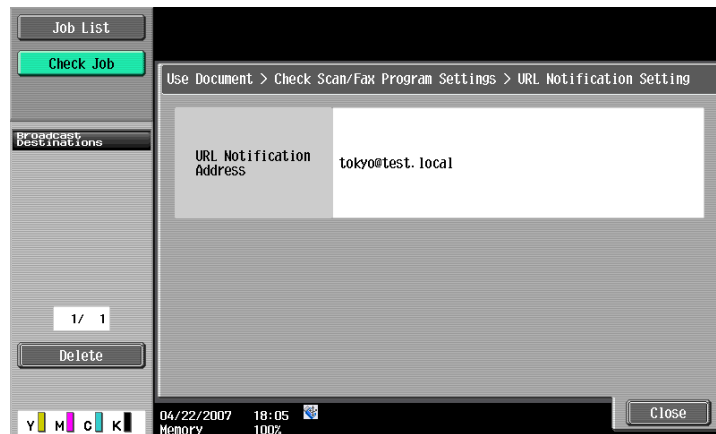 Job List
Check Job
Use Document > Check Scan/Fax Program Settings > URL Notification Setting
Broadcast
Destinations
URL Notification
Address
tokyo@test.local
1/ 1
Delete
Y M C K
04/22/2007 18:05
Memory 100%
Close